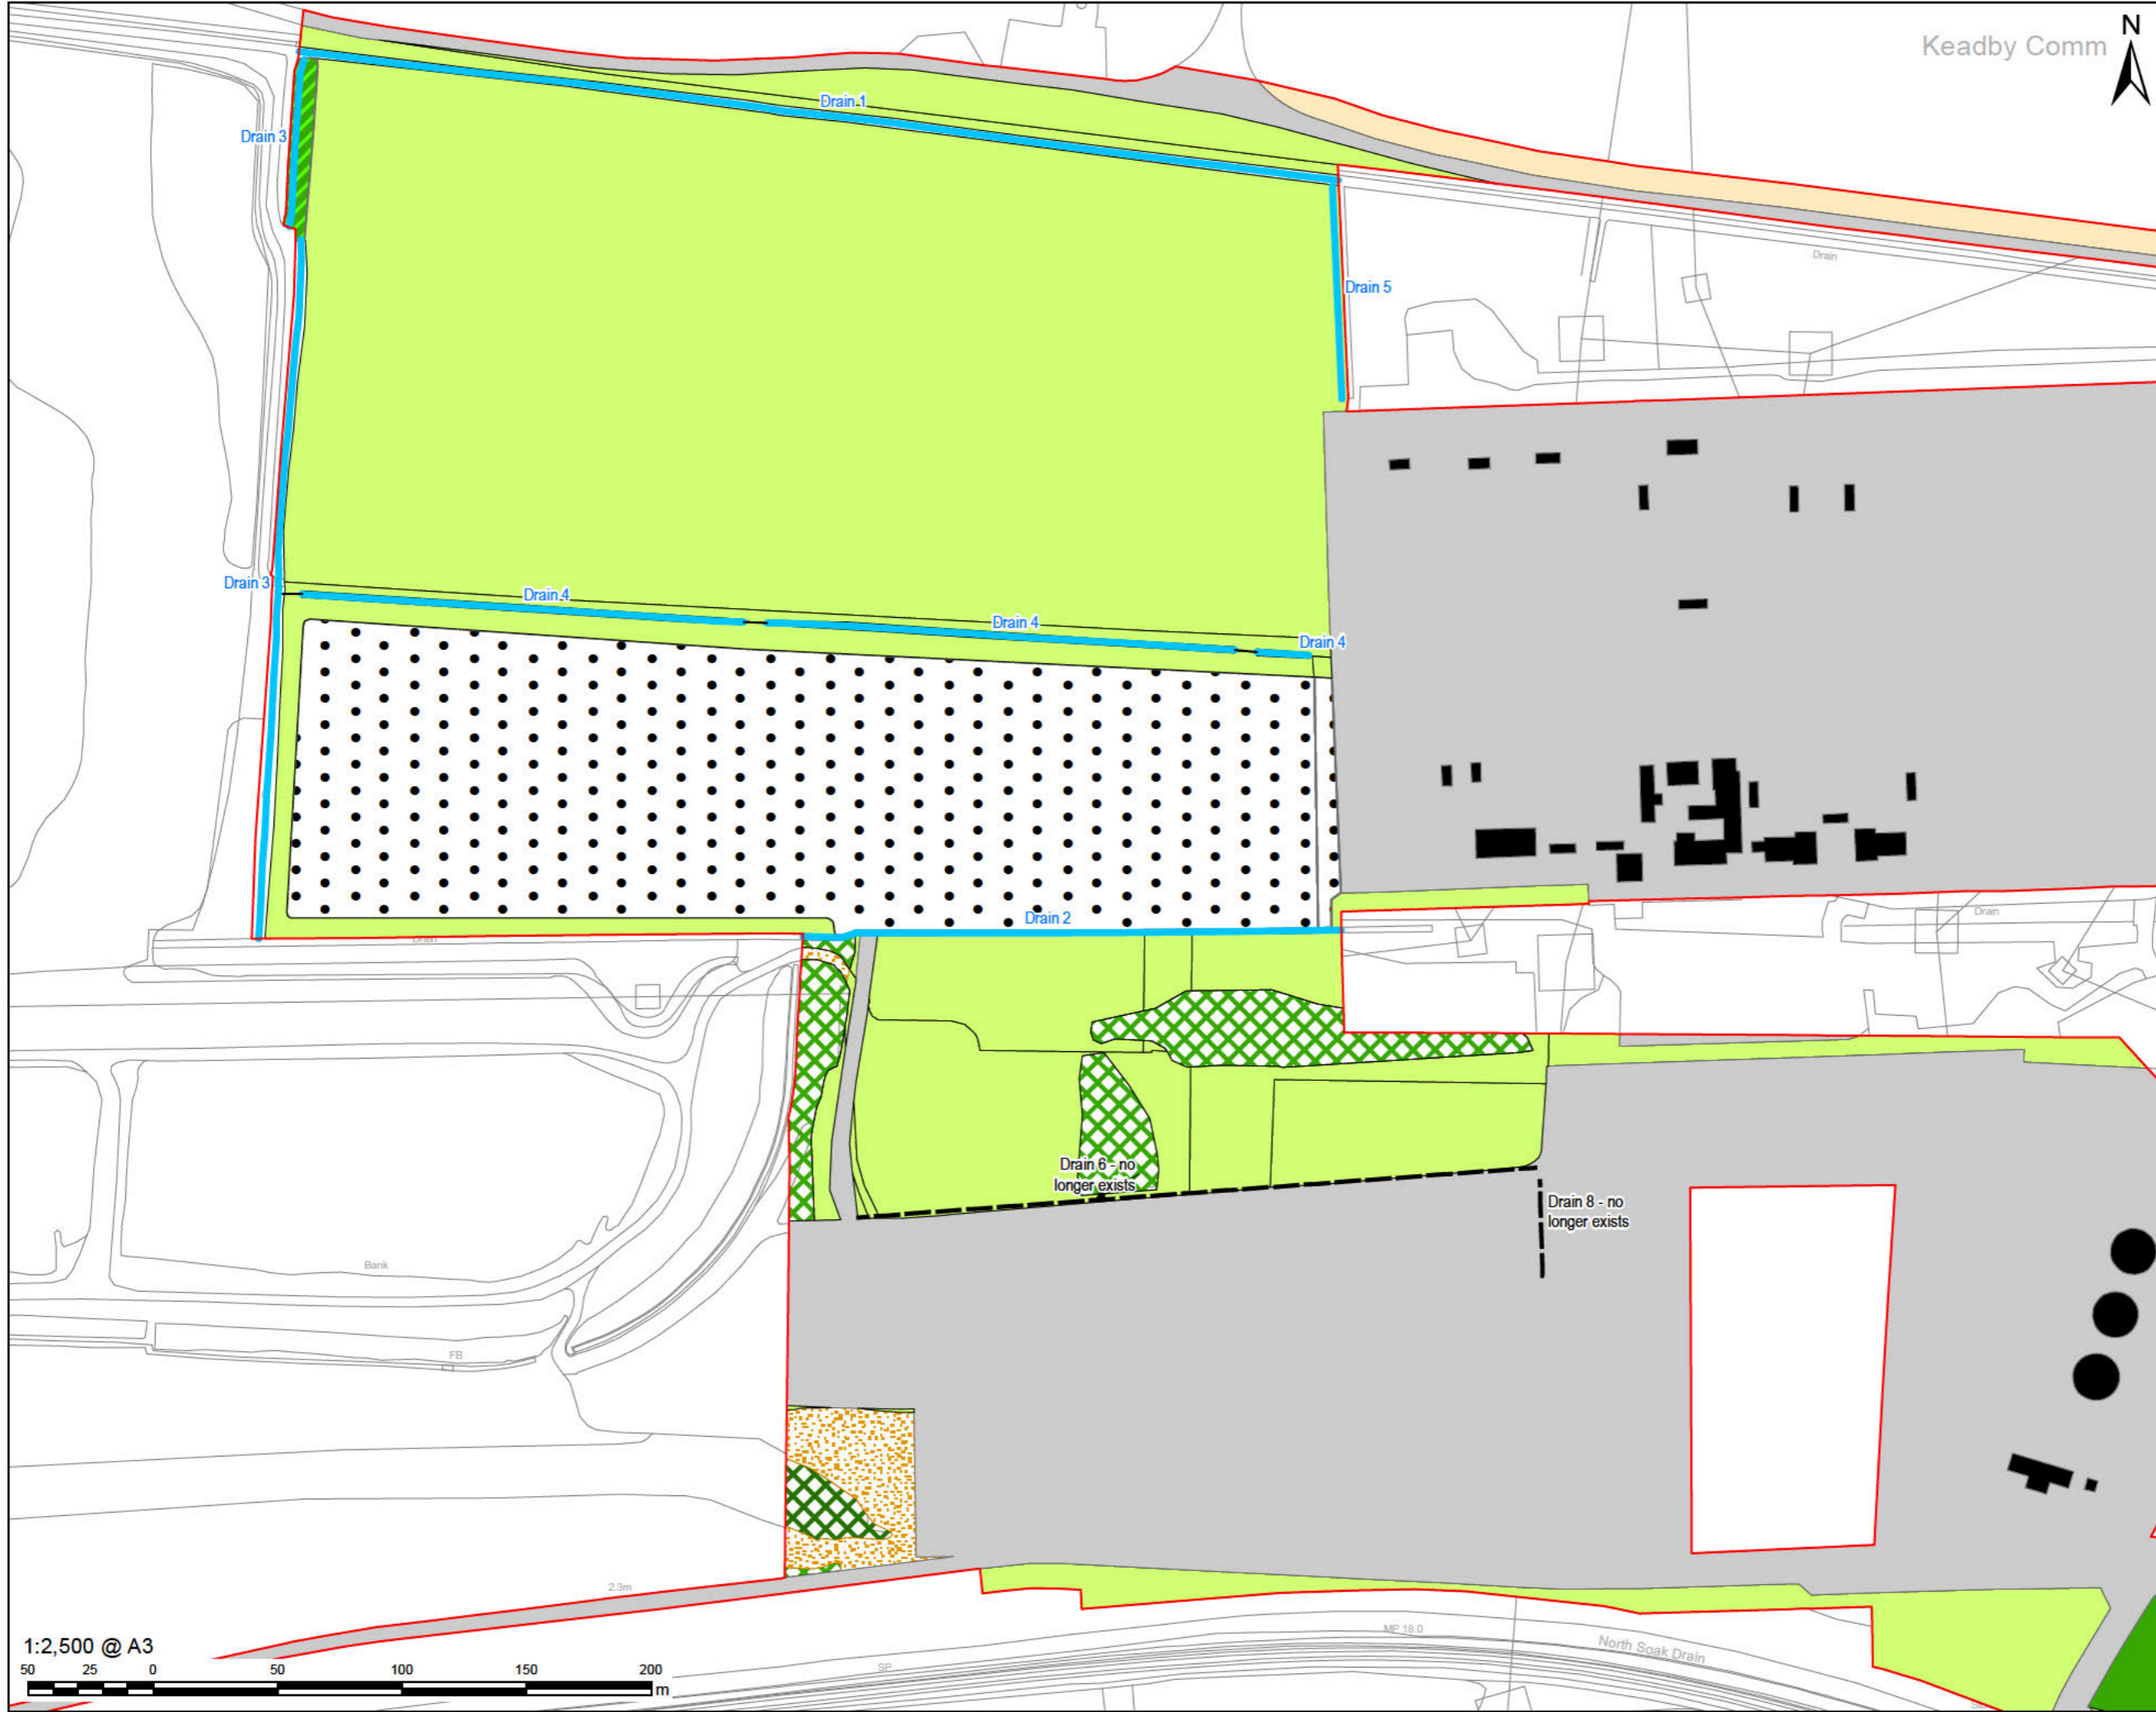 N
Keadby Comm
Drain 1
Drain 3
Drain
Drain 5
Drain 3
Drain 4
Drain 4
Drain 4
Drain 2
Drain
Drain
Drain 6 - no
longer exists
Drain 8 - no
longer exists
Bank
FB
2.3m
MP 18.0
North Soak Drain
SP
1:2,500 @ A3
50 25 0 50 100 150 200
m